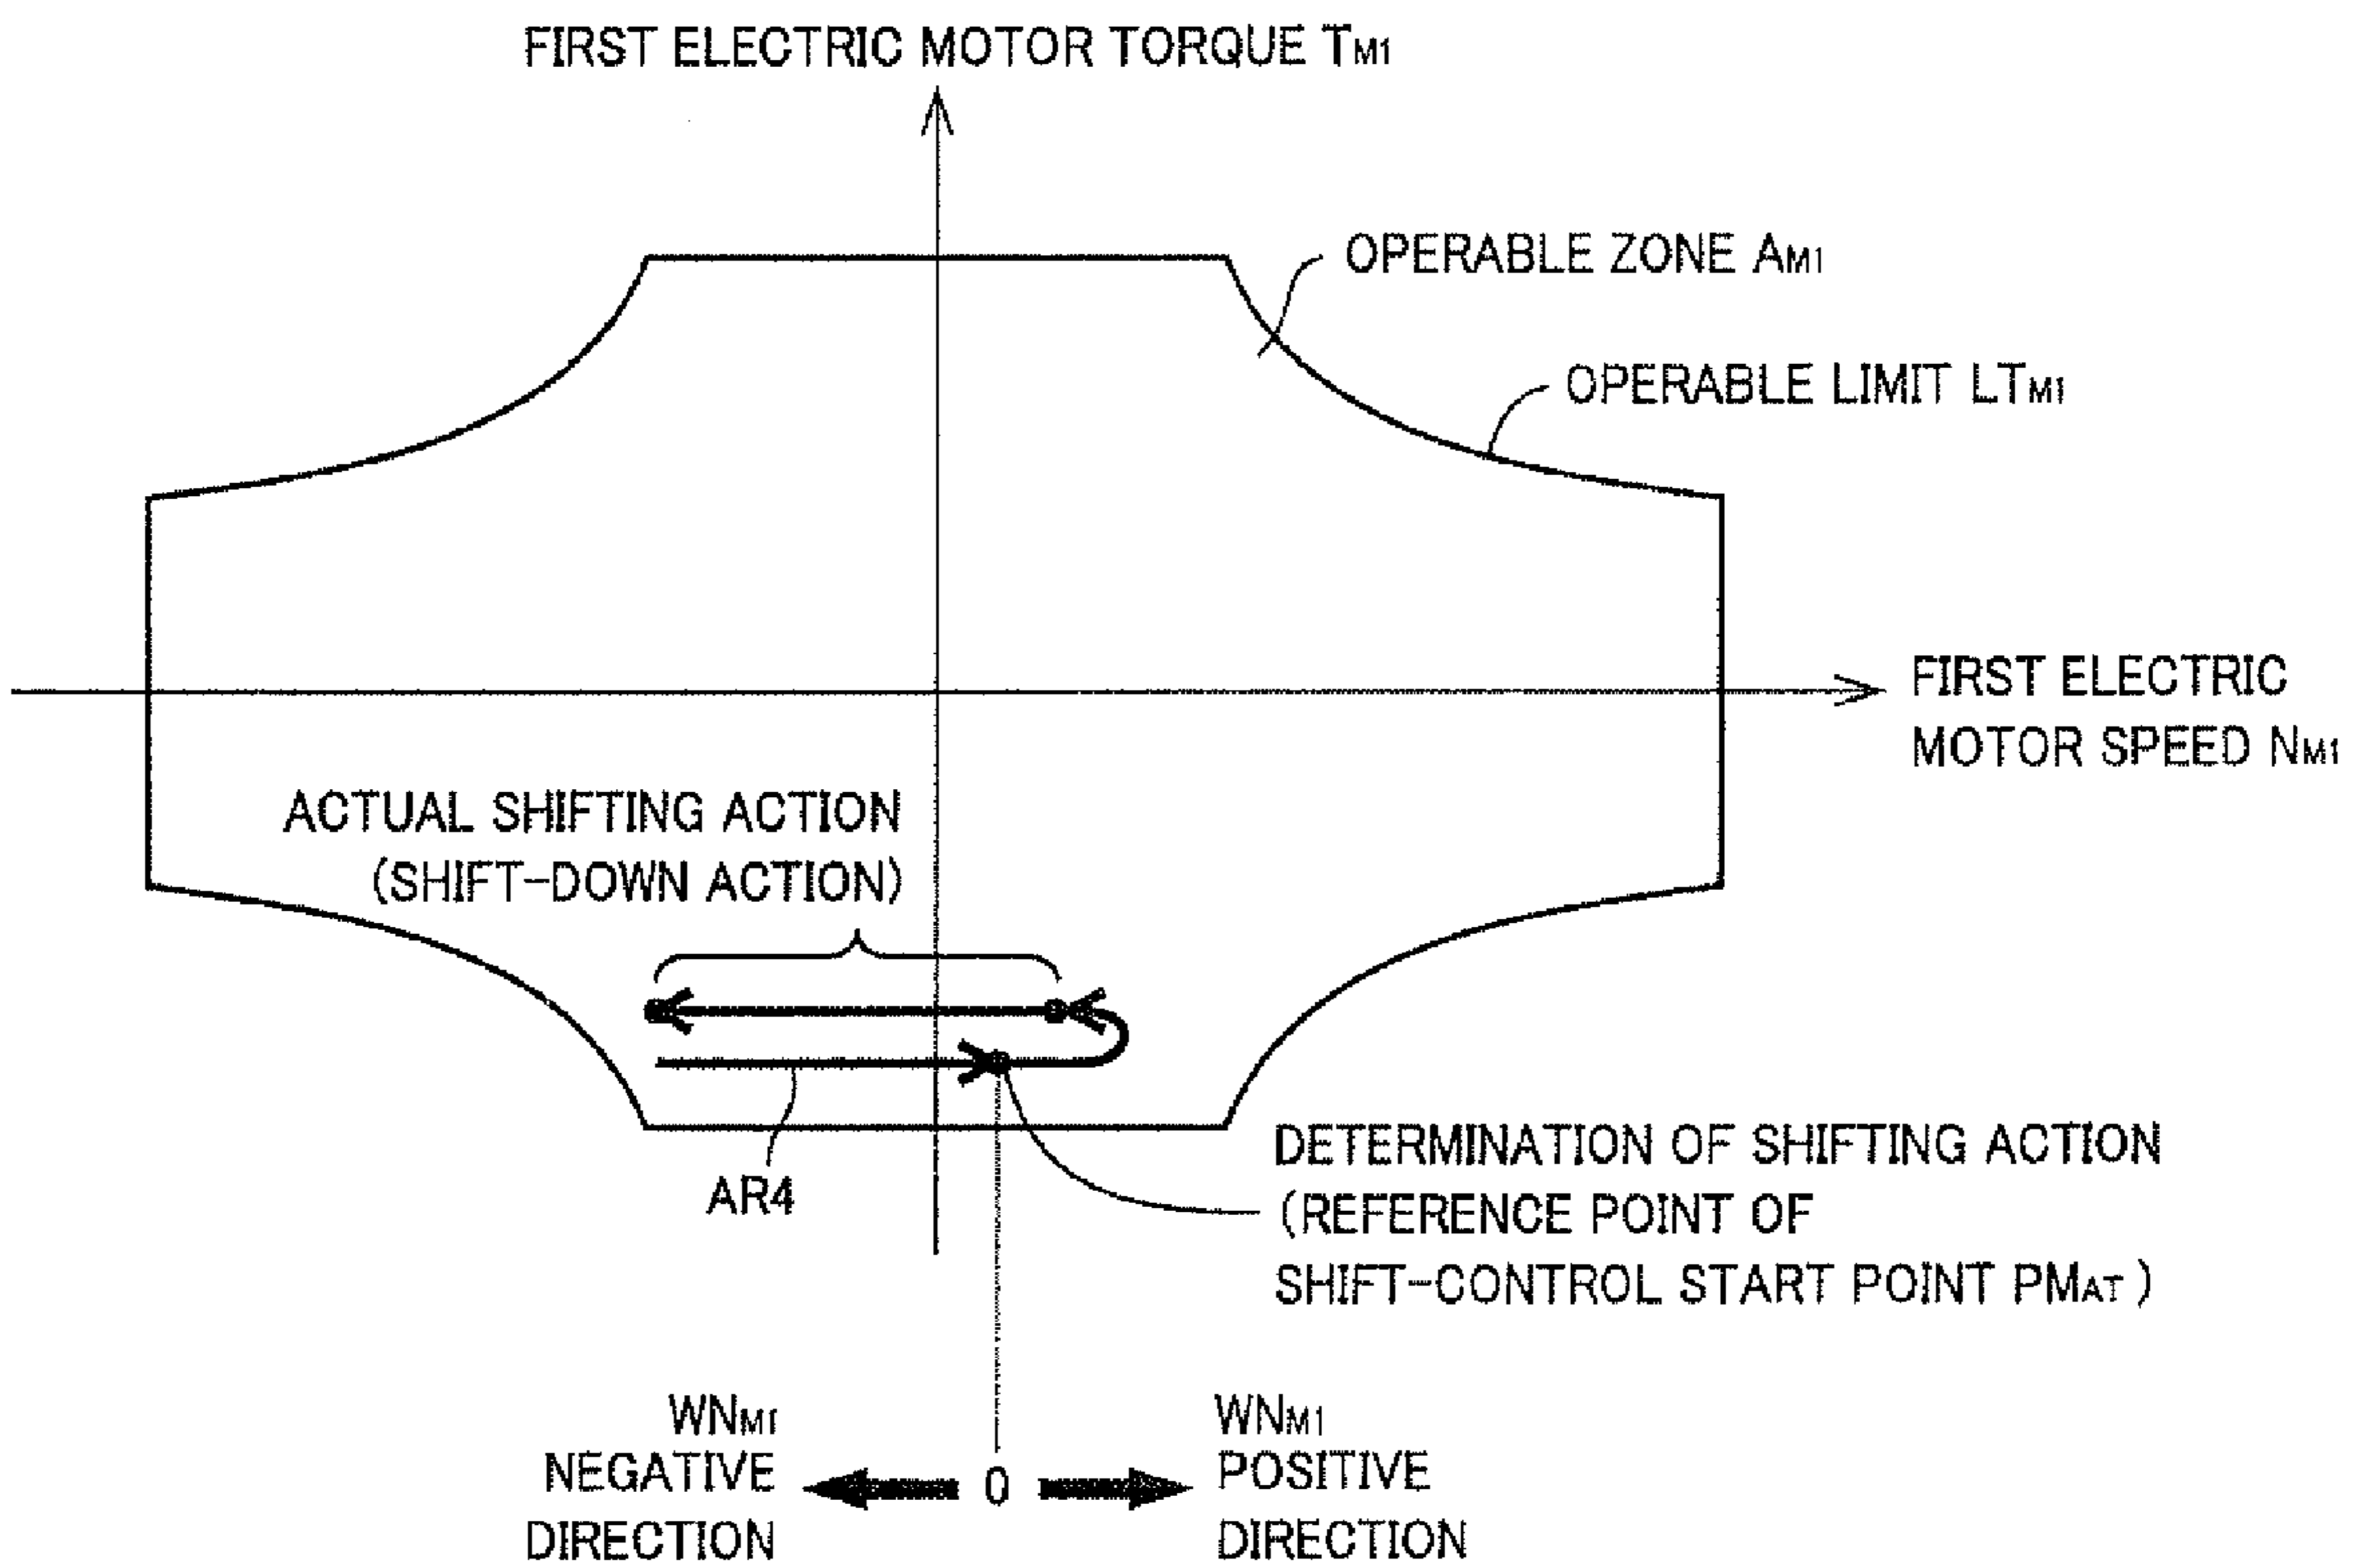 FIRST ELECTRIC MOTOR TORQUE TM1
OPERABLE ZONE AM1
OPERABLE LIMIT LTM1
FIRST ELECTRIC
MOTOR SPEED NM1
ACTUAL SHIFTING ACTION
(SHIFT-DOWN ACTION)
AR4
DETERMINATION OF SHIFTING ACTION
(REFERENCE POINT OF
SHIFT-CONTROL START POINT PMAT)
WNM1
NEGATIVE
DIRECTION
0
WNM1
POSITIVE
DIRECTION